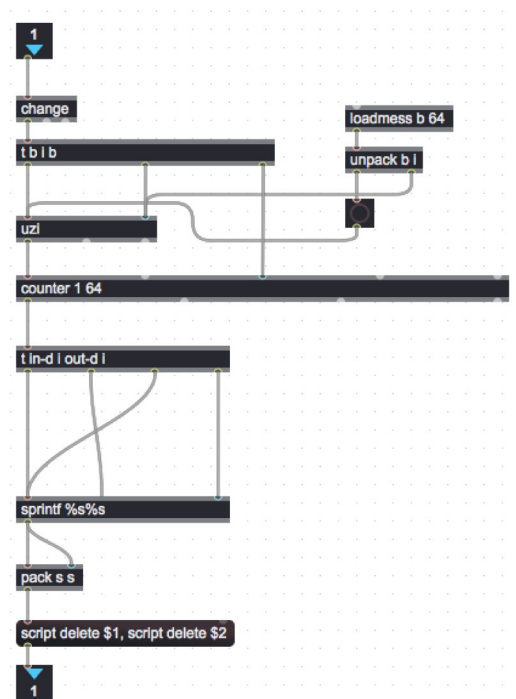 1
change
loadmess b 64
t b i b
unpack b i
uzi
counter 1 64
t in-d i out-d i
sprintf %s%s
pack s s
script delete $1, script delete $2
1